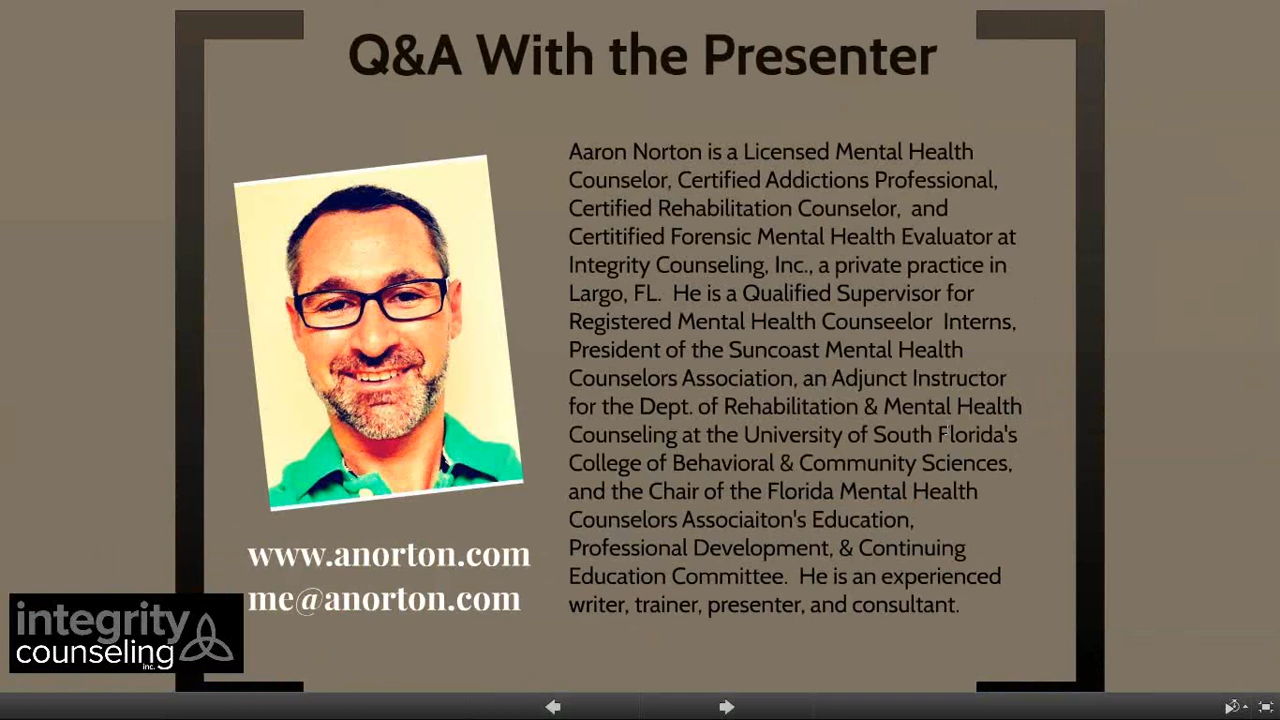 Q&A With the Presenter
Aaron Norton is a Licensed Mental Health
Counselor, Certified Addictions Professional,
Certified Rehabilitation Counselor, and
Certitified Forensic Mental Health Evaluator at
Integrity Counseling, Inc., a private practice in
Largo, FL. He is a Qualified Supervisor for
Registered Mental Health Counseelor Interns,
President of the Suncoast Mental Health
Counselors Association, an Adjunct Instructor
for the Dept. of Rehabilitation & Mental Health
Counseling at the University of South Florida's
College of Behavioral & Community Sciences,
and the Chair of the Florida Mental Health
Counselors Associaiton's Education,
Professional Development, & Continuing
Education Committee. He is an experienced
writer, trainer, presenter, and consultant.
www.anorton.com
me@anorton.com
integrity
counseling
inc.